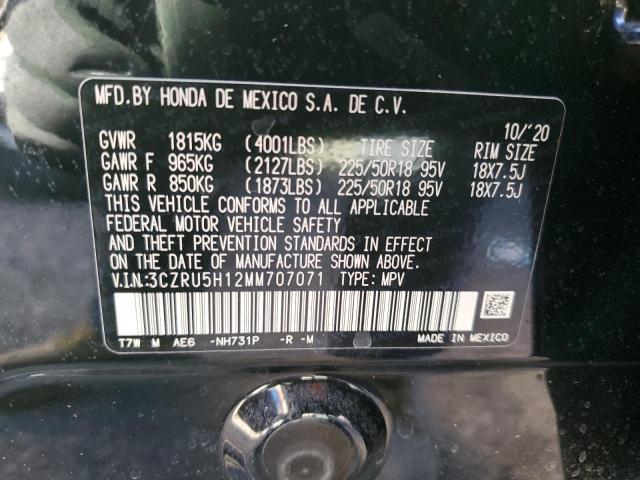 MFD.BY HONDA DE MEXICO S.A. DE C.V.
10/'20
GVWR 1815KG (4001LBS) TIRE SIZE RIM SIZE
GAWR F 965KG (2127LBS) 225/50R18 95V 18X7.5J
GAWR R 850KG (1873LBS) 225/50R18 95V 18X7.5J
THIS VEHICLE CONFORMS TO ALL APPLICABLE
FEDERAL MOTOR VEHICLE SAFETY
AND THEFT PREVENTION STANDARDS IN EFFECT ON
THE DATE OF MANUFACTURE SHOWN ABOVE.
V.I.N:3CZRU5H12MM707071 TYPE: MPV
T7W M AE6 -NH731P -R -M MADE IN MEXICO